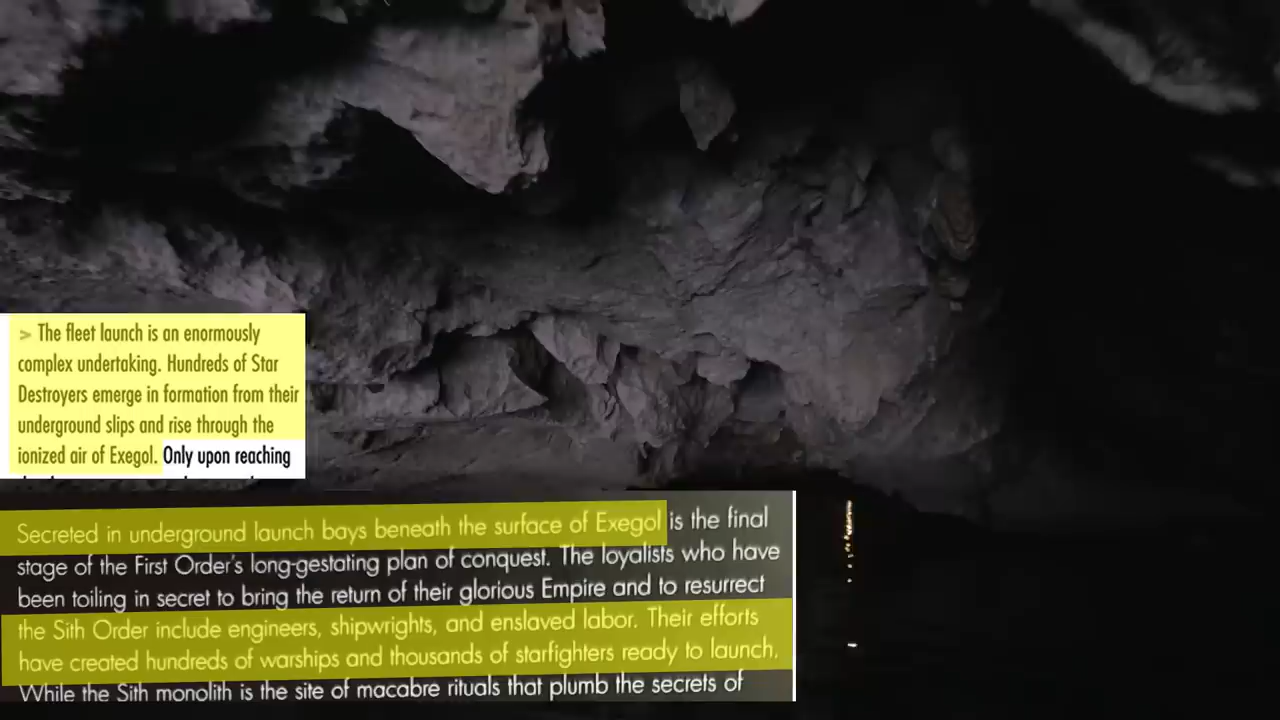 > The fleet launch is an enormously
complex undertaking. Hundreds of Star
Destroyers emerge in formation from their
underground slips and rise through the
ionized air of Exegol. Only upon reaching
Secreted in underground launch bays beneath the surface of Exegol is the final
stage of the First Order's long-gestating plan of conquest. The loyalists who have
been toiling in secret to bring the return of their glorious Empire and to resurrect
the Sith Order include engineers, shipwrights, and enslaved labor. Their efforts
have created hundreds of warships and thousands of starfighters ready to launch.
While the Sith monolith is the site of macabre rituals that plumb the secrets of